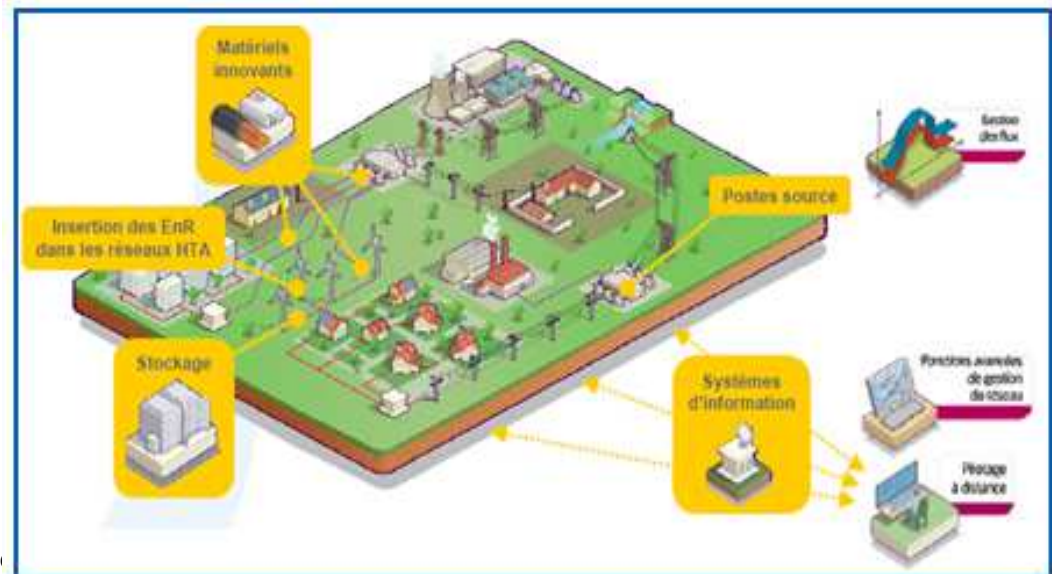 Matériels
innovants
Gestion
des flux
Postes source
Insertion des EnR
dans les réseaux HTA
Stockage
Systèmes
d'information
Fonctions avancées
de gestion
du réseau
Pilotage
à distance